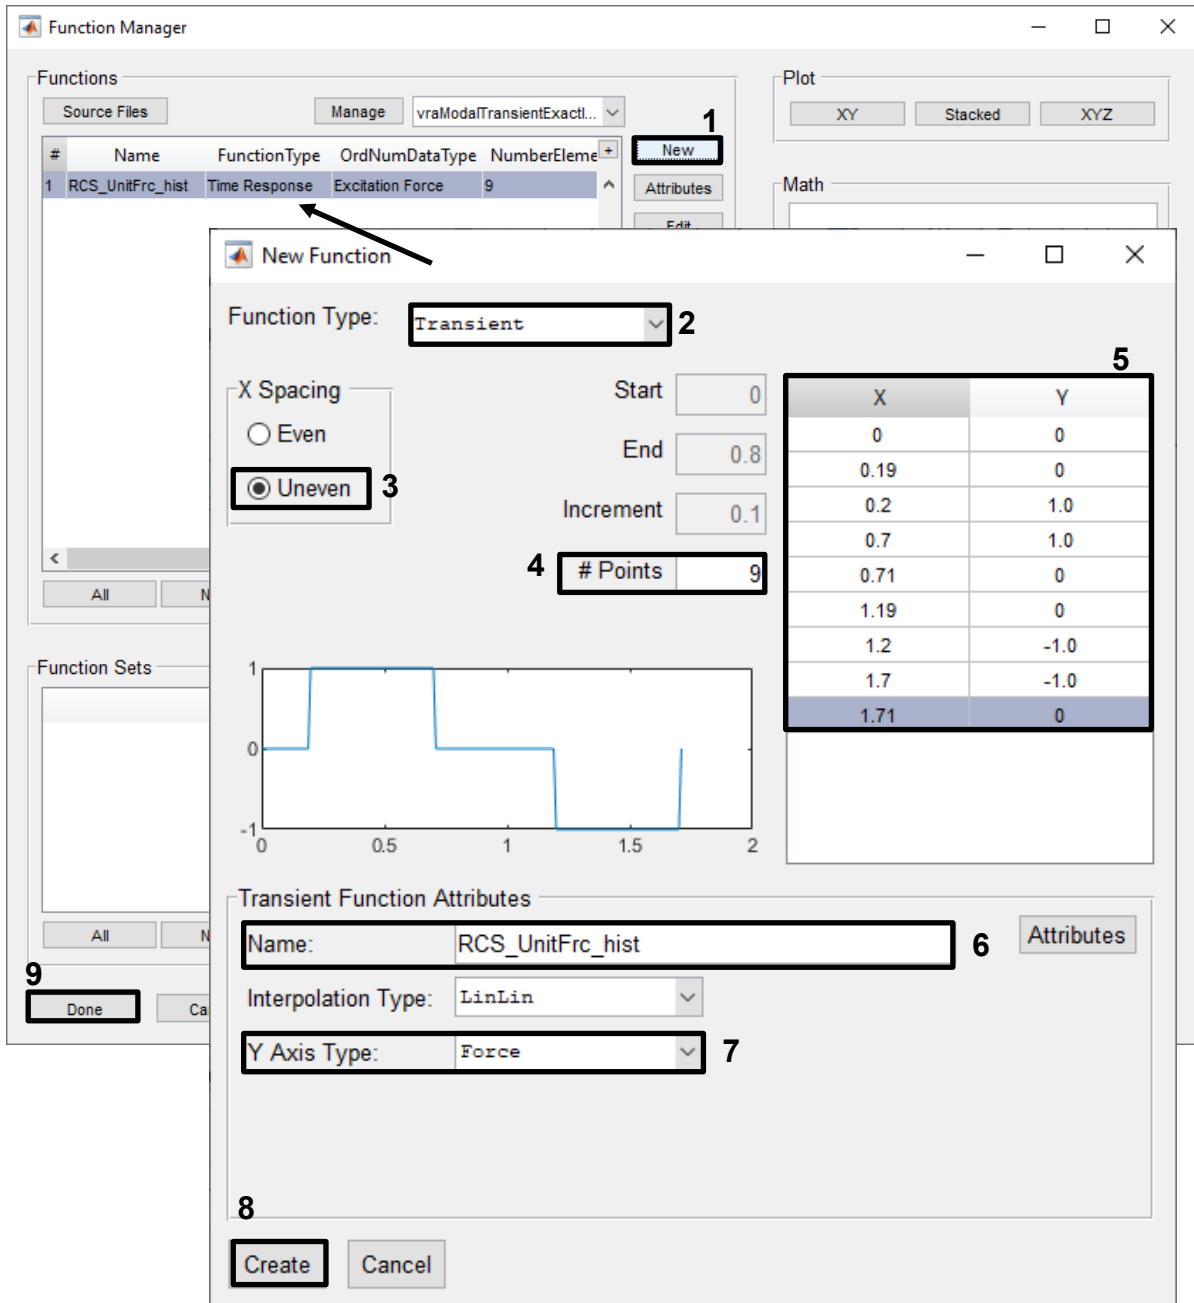 Function Manager
Functions
Plot
Source Files
Manage
vraModalTransientExactI...
1
XY
Stacked
XYZ
# Name FunctionType OrdNumDataType NumberEleme +
New
1 RCS_UnitFrc_hist Time Response Excitation Force 9
Attributes
Math
Edit
New Function
Function Type: Transient 2
5
X Spacing
Start 0
X Y
Even
0 0
End 0.8
0.19 0
Uneven 3
0.2 1.0
Increment 0.1
0.7 1.0
4 # Points 9
0.71 0
All
N
1.19 0
1.2 -1.0
1.7 -1.0
1.71 0
Function Sets
1
0
-1
0 0.5 1 1.5 2
Transient Function Attributes
All
N
Name: RCS_UnitFrc_hist 6
Attributes
9
Done
Ca
Interpolation Type: LinLin
Y Axis Type: Force 7
8
Create
Cancel